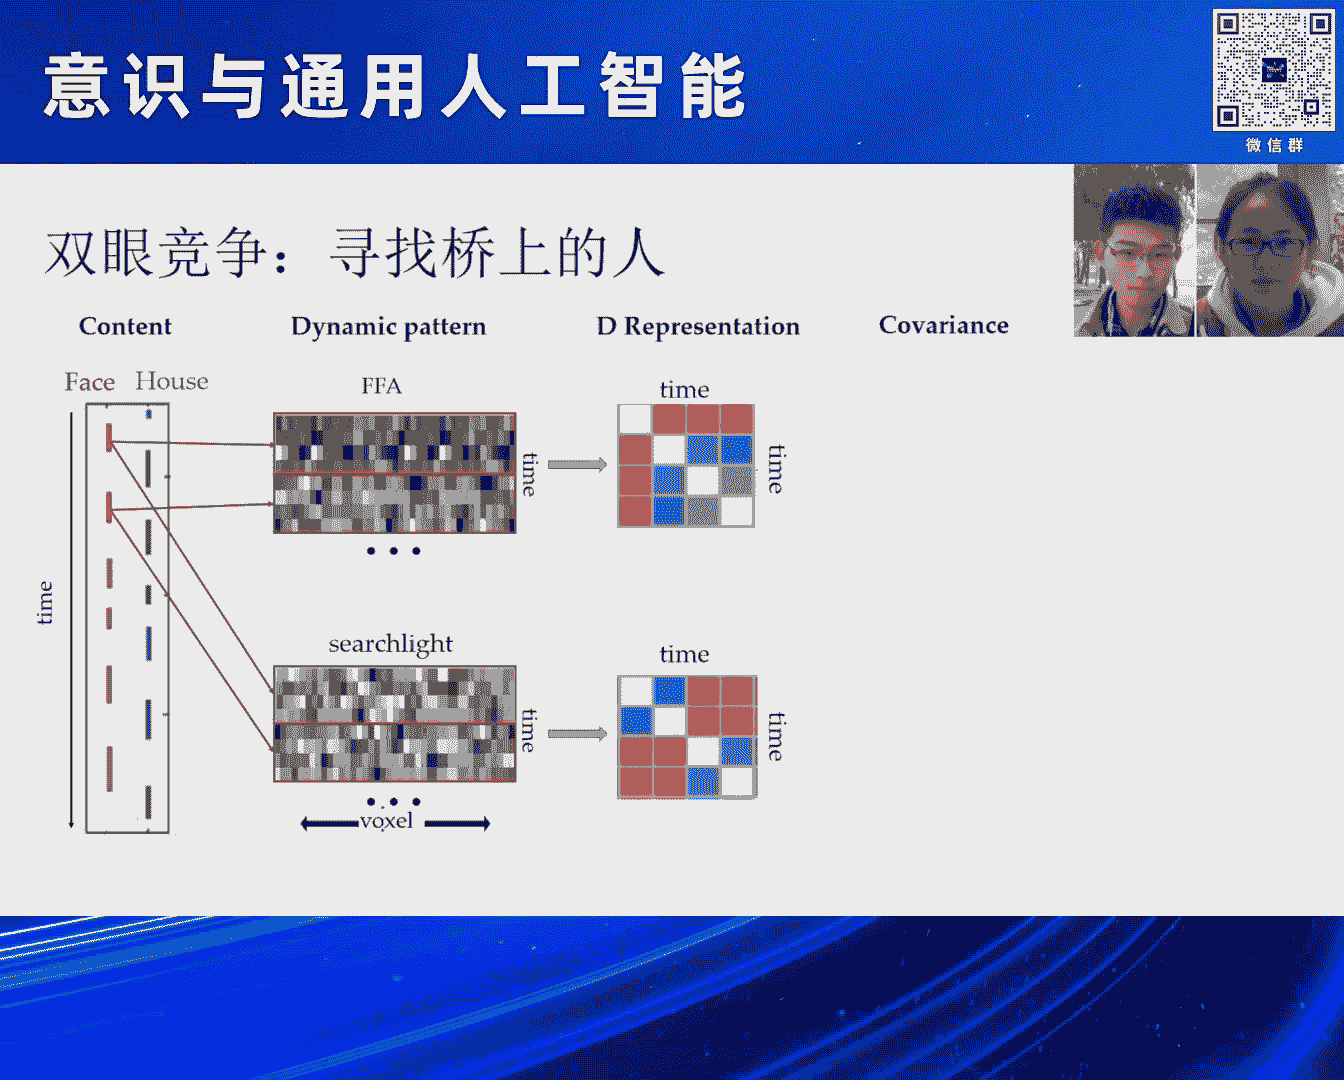 意识与通用人工智能
微信群
双眼竞争：寻找桥上的人
Content
Dynamic pattern
D Representation
Covariance
Face
House
FFA
time
time
time
time
searchlight
time
time
time
voxel